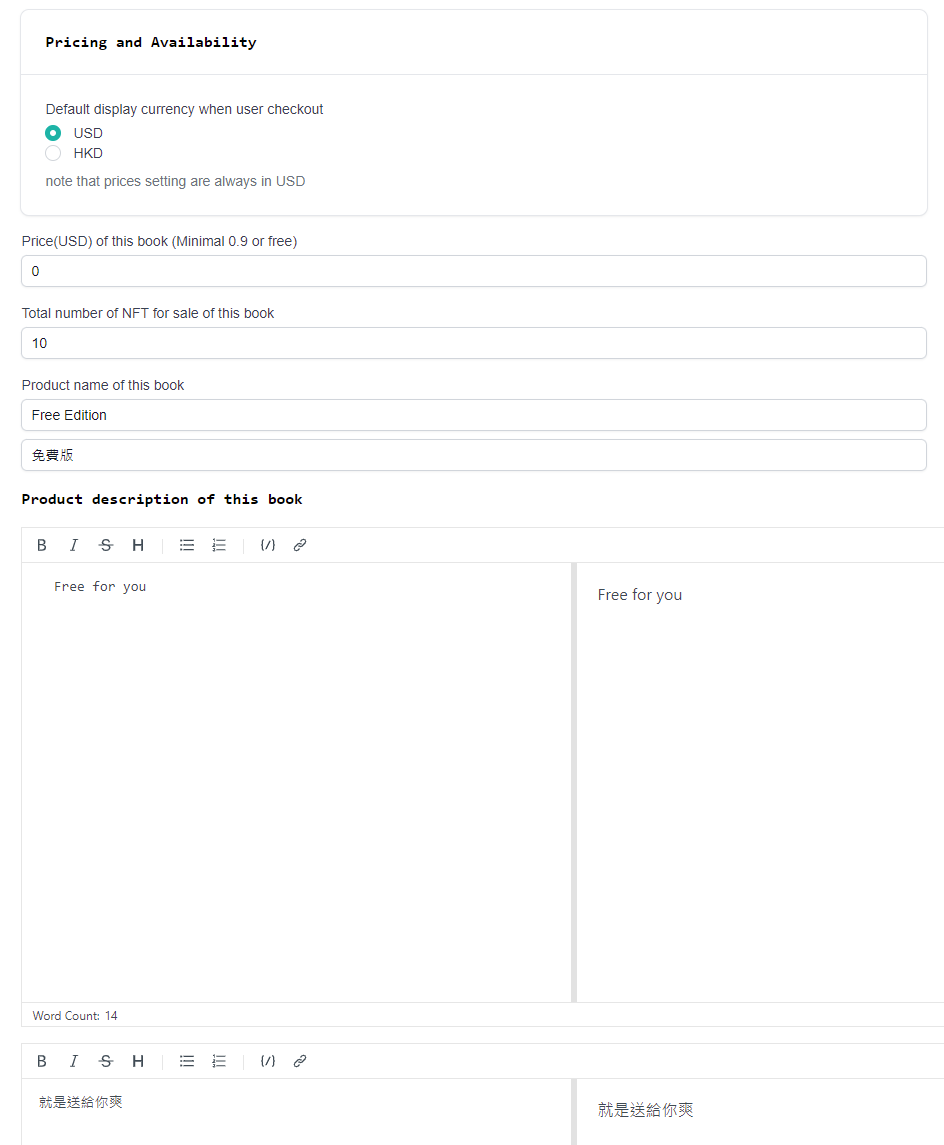 Pricing and Availability
Default display currency when user checkout
USD
HKD
note that prices setting are always in USD
Price(USD) of this book (Minimal 0.9 or free)
0
Total number of NFT for sale of this book
10
Product name of this book
Free Edition
免費版
Product description of this book
B I S H
Free for you
Free for you
Word Count: 14
B I S H
就是送給你爽
就是送給你爽